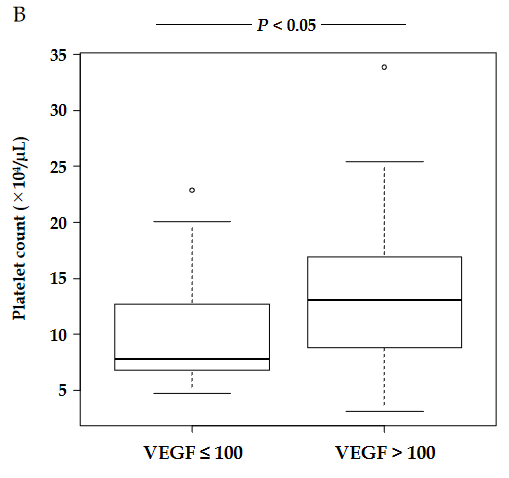 B
P < 0.05
35
30
25
20
15
10
5
Platelet count (×10⁴/μL)
VEGF ≤ 100
VEGF > 100